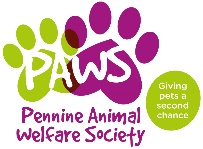 PAWS
Pennine Animal
Welfare Society
Giving
pets a
second
chance